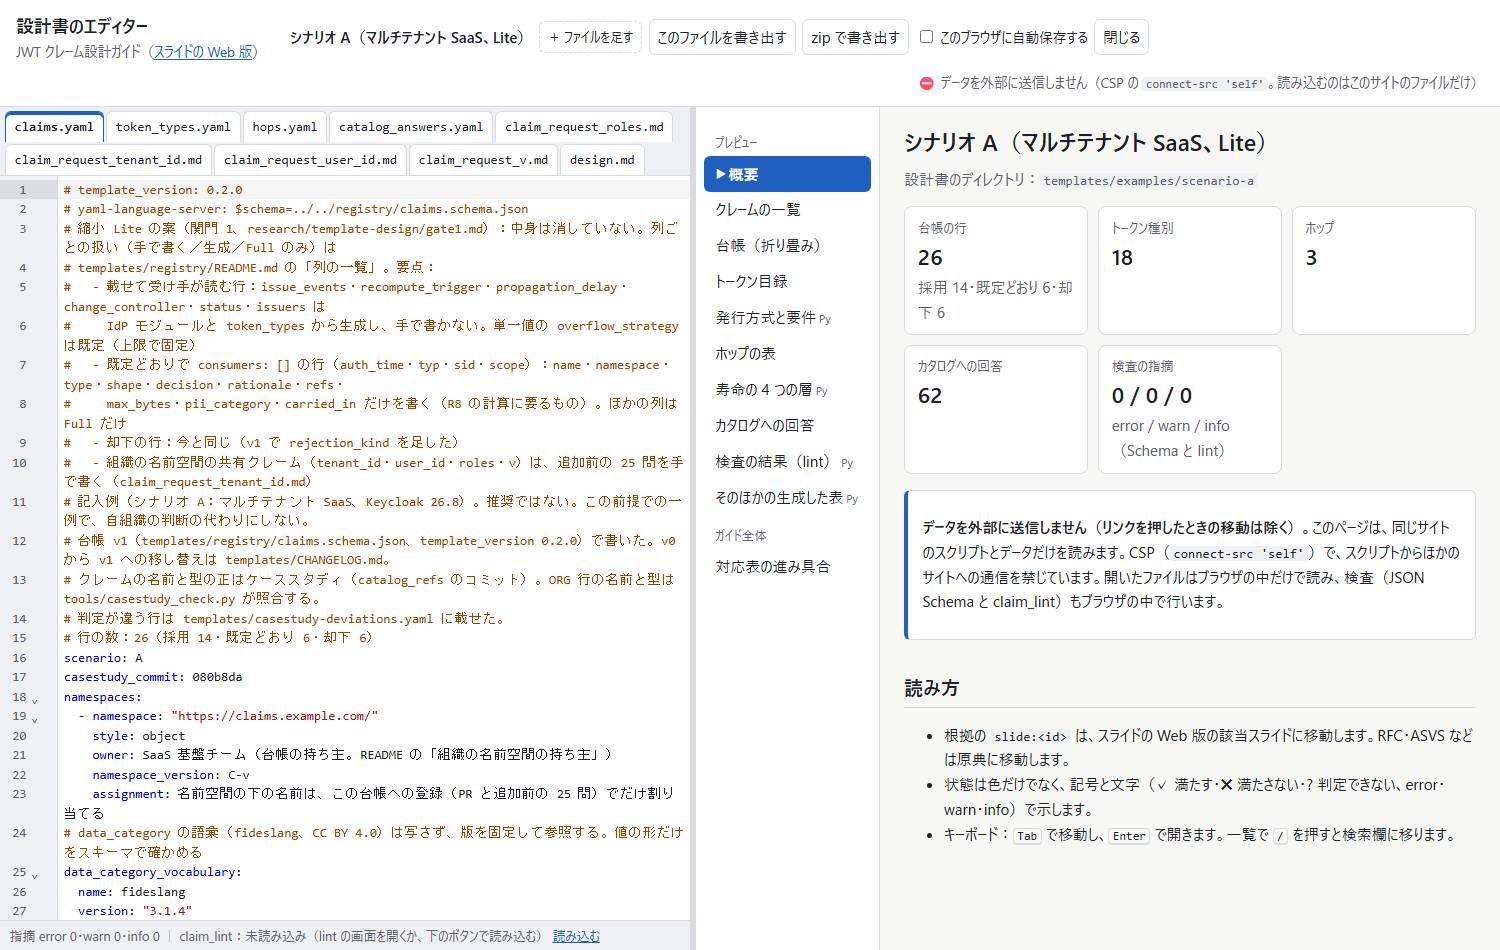 設計書のエディター
JWT クレーム設計ガイド（スライドの Web 版）
シナリオ A（マルチテナント SaaS、Lite）
+ ファイルを足す
このファイルを書き出す
zip で書き出す
このブラウザに自動保存する
閉じる
⛔ データを外部に送信しません（CSP の connect-src 'self'。読み込むのはこのサイトのファイルだけ）
claims.yaml
token_types.yaml
hops.yaml
catalog_answers.yaml
claim_request_roles.md
claim_request_tenant_id.md
claim_request_user_id.md
claim_request_v.md
design.md
1 # template_version: 0.2.0
2 # yaml-language-server: $schema=../../registry/claims.schema.json
3 # 縮小 Lite の案（関門 1、research/template-design/gate1.md）：中身は消していない。列ご
との扱い（手で書く／生成／Full のみ）は
4 # templates/registry/README.md の「列の一覧」。要点：
5 #   - 載せて受け手が読む行：issue_events・recompute_trigger・propagation_delay・
change_controller・status・issuers は
6 #     IdP モジュールと token_types から生成し、手で書かない。単一値の overflow_strategy
は既定（上限で固定）
7 #   - 既定どおりで consumers: [] の行（auth_time・typ・sid・scope）：name・namespace・
type・shape・decision・rationale・refs・
8 #     max_bytes・pii_category・carried_in だけを書く（R8 の計算に要るもの）。ほかの列は
Full だけ
9 #   - 却下の行：今と同じ（v1 で rejection_kind を足した）
10 #   - 組織の名前空間の共有クレーム（tenant_id・user_id・roles・v）は、追加前の 25 問を手
で書く（claim_request_tenant_id.md）
11 # 記入例（シナリオ A：マルチテナント SaaS、Keycloak 26.8）。推奨ではない。この前提での一
例で、自組織の判断の代わりにしない。
12 # 台帳 v1（templates/registry/claims.schema.json、template_version 0.2.0）で書いた。v0
から v1 への移し替えは templates/CHANGELOG.md。
13 # クレームの名前と型の正はケーススタディ（catalog_refs のコミット）。ORG 行の名前と型は
tools/casestudy_check.py が照合する。
14 # 判定が違う行は templates/casestudy-deviations.yaml に載せた。
15 # 行の数：26（採用 14・既定どおり 6・却下 6）
16 scenario: A
17 casestudy_commit: 080b8da
18 namespaces:
19   - namespace: "https://claims.example.com/"
20     style: object
21     owner: SaaS 基盤チーム（台帳の持ち主。README の「組織の名前空間の持ち主」）
22     namespace_version: C-v
23     assignment: 名前空間の下の名前は、この台帳への登録（PR と追加前の 25 問）でだけ割り
当てる
24 # data_category の語彙（fideslang、CC BY 4.0）は写さず、版を固定して参照する。値の形だけ
をスキーマで確かめる
25 data_category_vocabulary:
26   name: fideslang
27   version: "3.1.4"
指摘 error 0・warn 0・info 0 | claim_lint：未読み込み（lint の画面を開くか、下のボタンで読み込む） 読み込む
プレビュー
▶ 概要
クレームの一覧
台帳（折り畳み）
トークン目録
発行方式と要件 Py
ホップの表
寿命の 4 つの層 Py
カタログへの回答
検査の結果（lint） Py
そのほかの生成した表 Py
ガイド全体
対応表の進み具合
シナリオ A（マルチテナント SaaS、Lite）
設計書のディレクトリ： templates/examples/scenario-a
台帳の行
26
採用 14・既定どおり 6・却
下 6
トークン種別
18
ホップ
3
カタログへの回答
62
検査の指摘
0 / 0 / 0
error / warn / info
（Schema と lint）
データを外部に送信しません（リンクを押したときの移動は除く）。このページは、同じサイト
のスクリプトとデータだけを読みます。CSP（ connect-src 'self' ）で、スクリプトからほかの
サイトへの通信を禁じています。開いたファイルはブラウザの中だけで読み、検査（JSON
Schema と claim_lint）もブラウザの中で行います。
読み方
• 根拠の slide:<id> は、スライドの Web 版の該当スライドに移動します。RFC・ASVS など
は原典に移動します。
• 状態は色だけでなく、記号と文字（✓ 満たす・✕ 満たさない・? 判定できない、error・
warn・info）で示します。
• キーボード： Tab で移動し、 Enter で開きます。一覧で / を押すと検索欄に移ります。